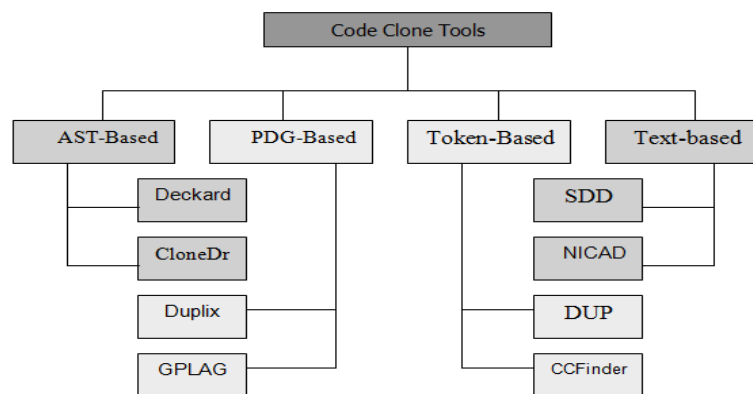 Code Clone Tools
AST-Based
PDG-Based
Token-Based
Text-based
Deckard
SDD
CloneDr
NICAD
Duplix
DUP
GPLAG
CCFinder